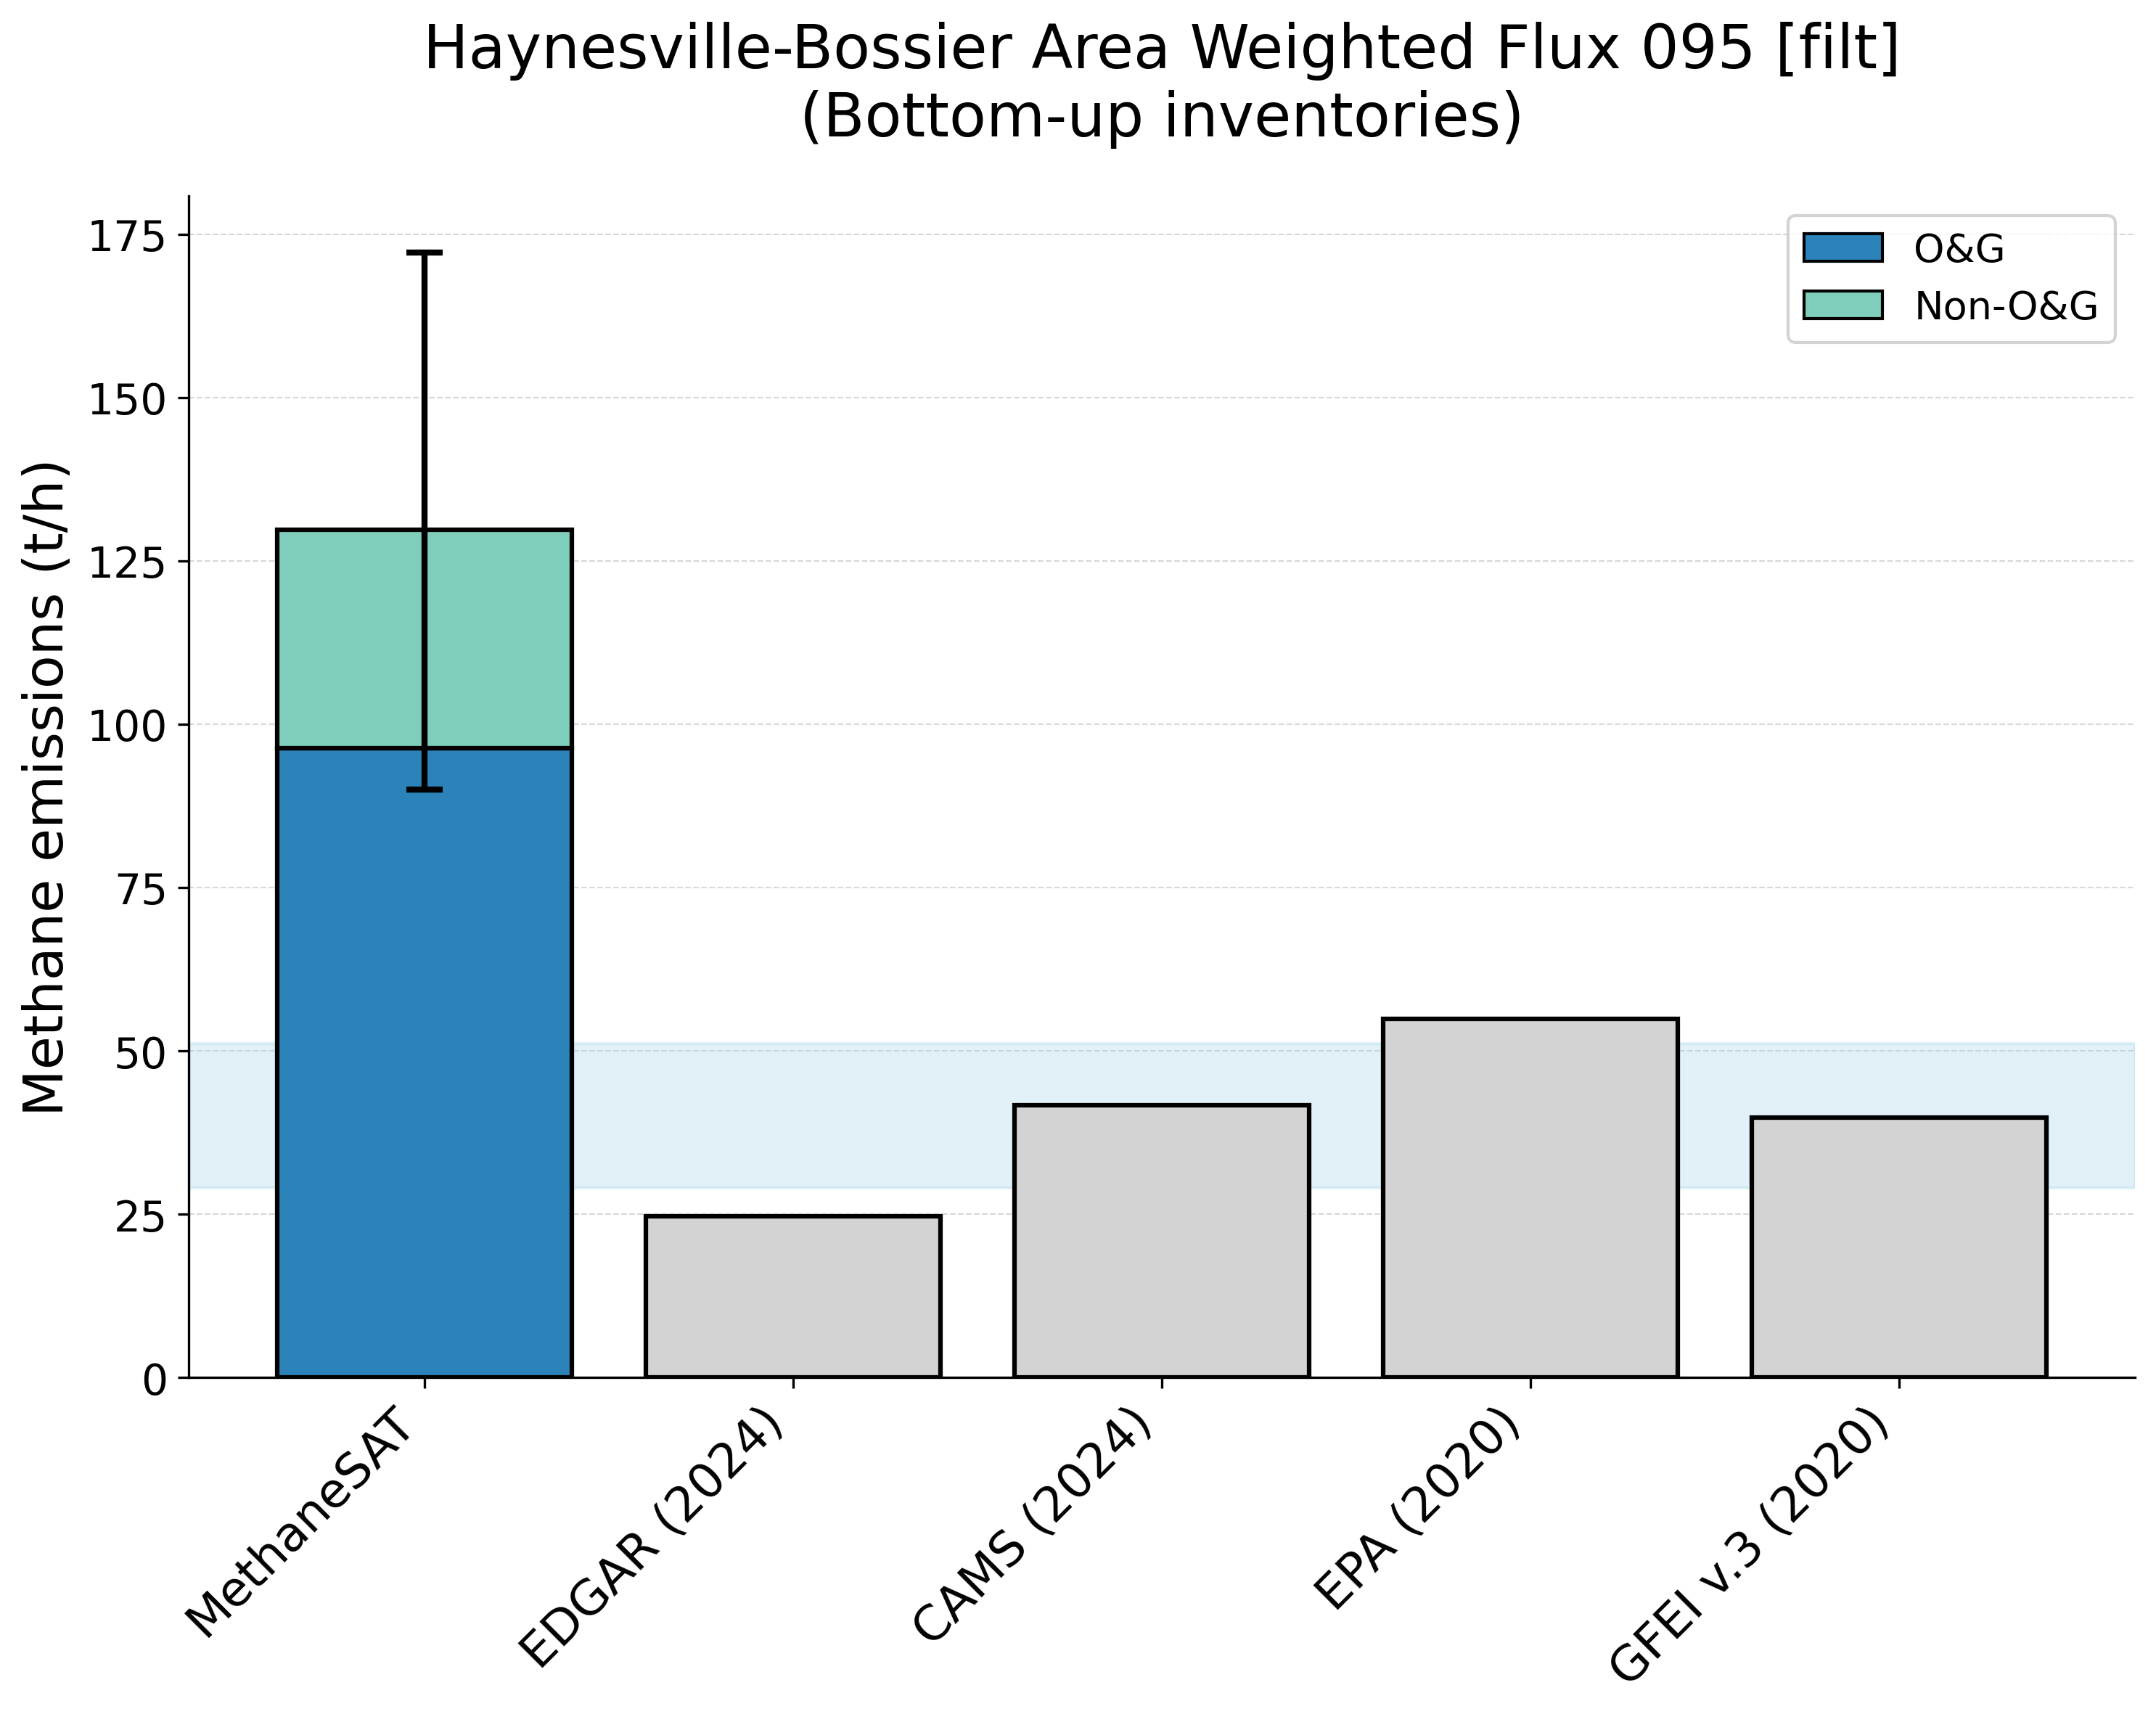 Haynesville-Bossier Area Weighted Flux 095 [filt]
(Bottom-up inventories)
Methane emissions (t/h)
175
150
125
100
75
50
25
0
O&G
Non-O&G
MethaneSAT
EDGAR (2024)
CAMS (2024)
EPA (2020)
GFEI v.3 (2020)